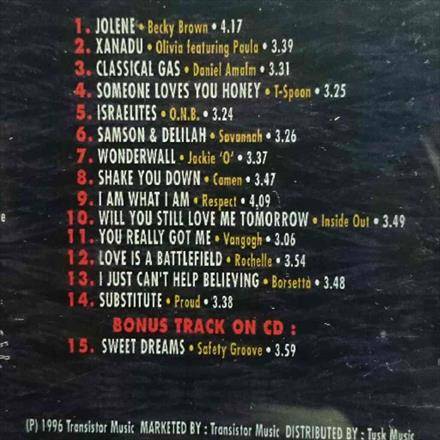 1. JOLENE • Becky Brown • 4.17
2. XANADU • Olivia featuring Paula • 3.39
3. CLASSICAL GAS • Daniel Amalm • 3.31
4. SOMEONE LOVES YOU HONEY • T-Spoon • 3.25
5. ISRAELITES • O.N.B. • 3.24
6. SAMSON & DELILAH • Savannah • 3.26
7. WONDERWALL • Jackie 'O' • 3.37
8. SHAKE YOU DOWN • Camen • 3.47
9. I AM WHAT I AM • Respect • 4,09
10. WILL YOU STILL LOVE ME TOMORROW • Inside Out • 3.49
11. YOU REALLY GOT ME • Vangogh • 3.06
12. LOVE IS A BATTLEFIELD • Rochelle • 3.54
13. I JUST CAN'T HELP BELIEVING • Borsetta • 3.48
14. SUBSTITUTE • Proud • 3.38
BONUS TRACK ON CD :
15. SWEET DREAMS • Safety Groove • 3.59
(P) 1996 Transistor Music MARKETED BY : Transistor Music DISTRIBUTED BY : Tusk Music